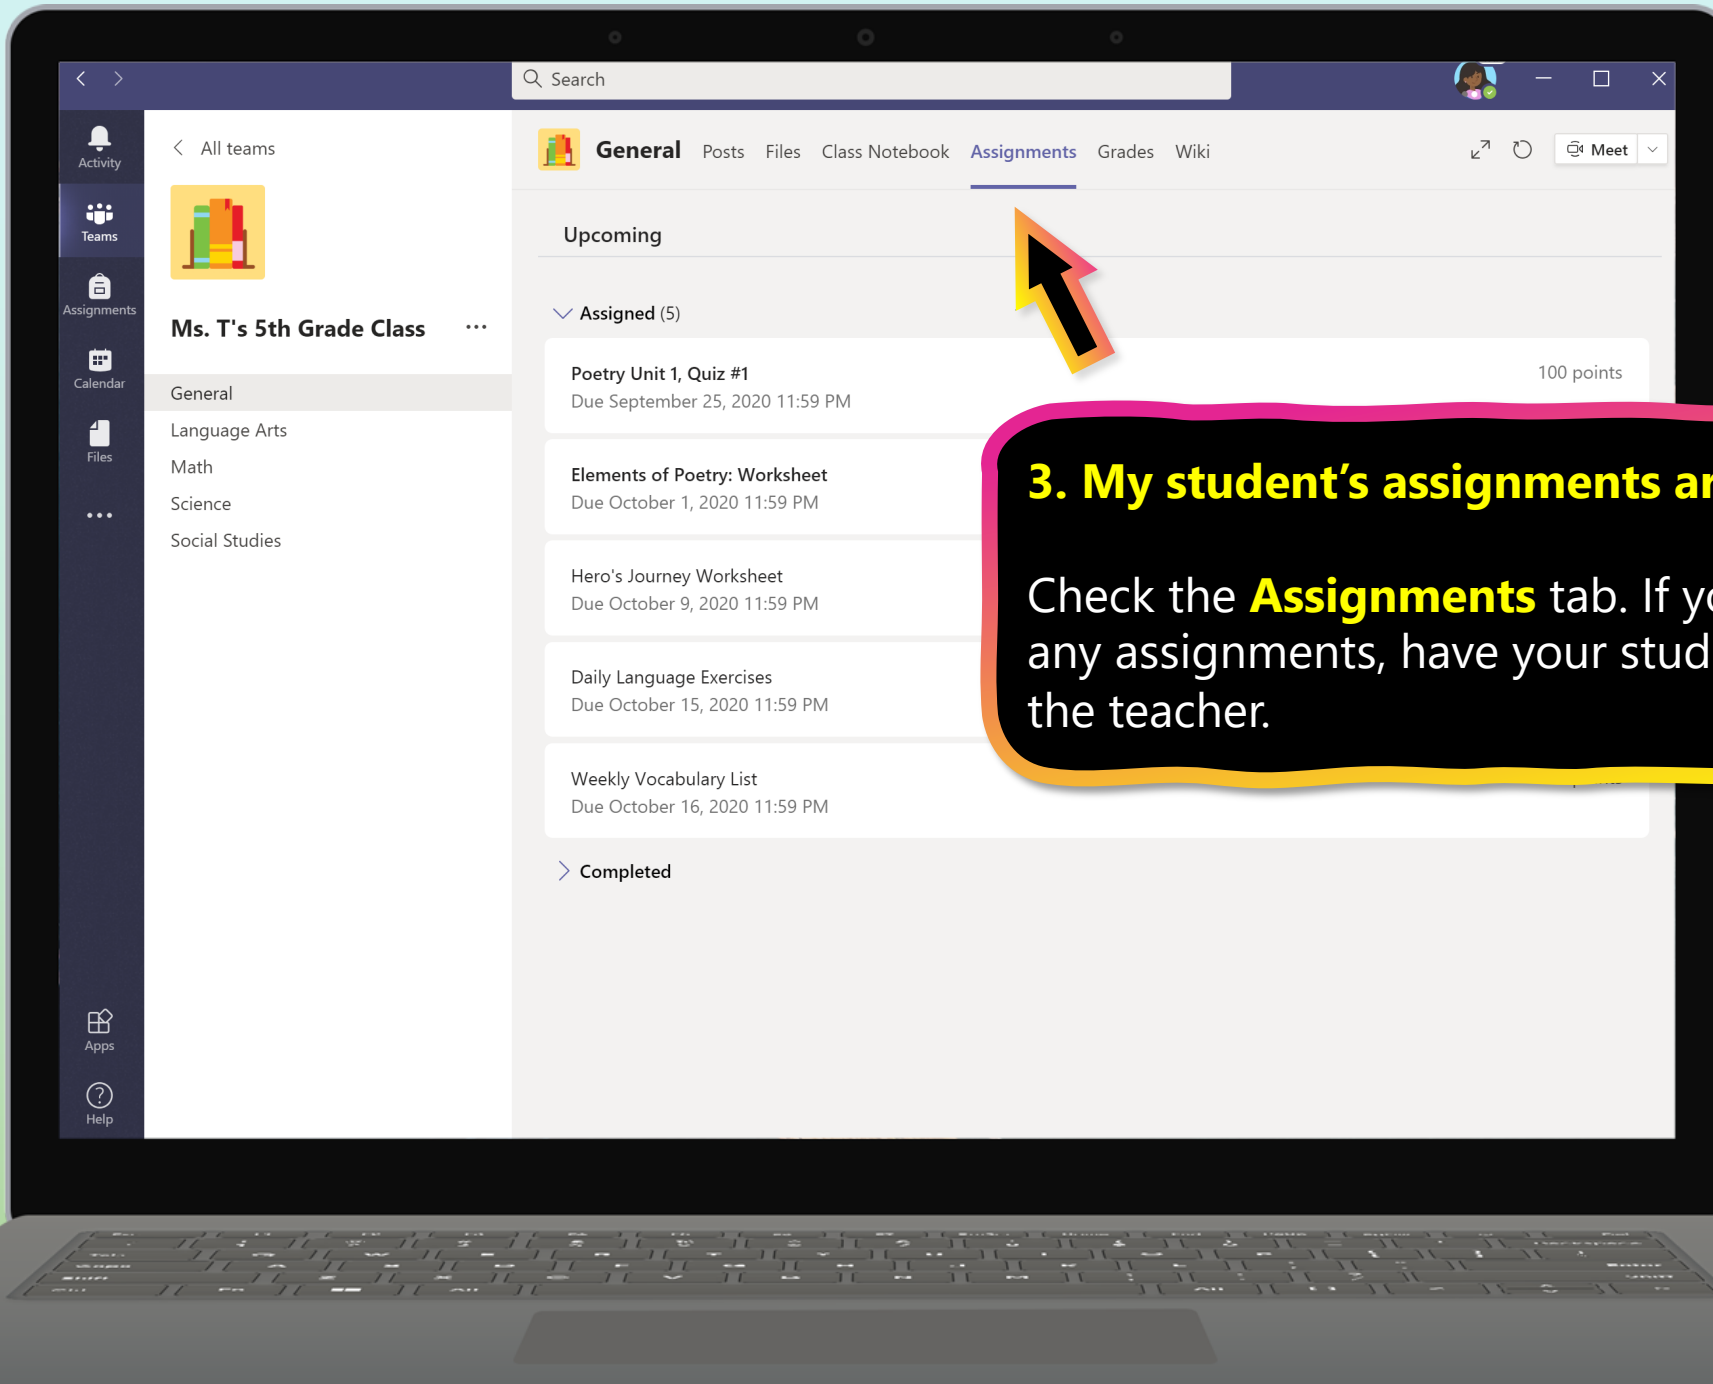 Search
Activity
Teams
Assignments
Calendar
Files
Apps
Help
All teams
Ms. T's 5th Grade Class
General
Language Arts
Math
Science
Social Studies
General Posts Files Class Notebook Assignments Grades Wiki
Meet
Upcoming
Assigned (5)
Poetry Unit 1, Quiz #1
100 points
Due September 25, 2020 11:59 PM
Elements of Poetry: Worksheet
Due October 1, 2020 11:59 PM
Hero's Journey Worksheet
Due October 9, 2020 11:59 PM
Daily Language Exercises
Due October 15, 2020 11:59 PM
Weekly Vocabulary List
Due October 16, 2020 11:59 PM
Completed
3. My student’s assignments
Check the Assignments tab. If
any assignments, have your
the teacher.